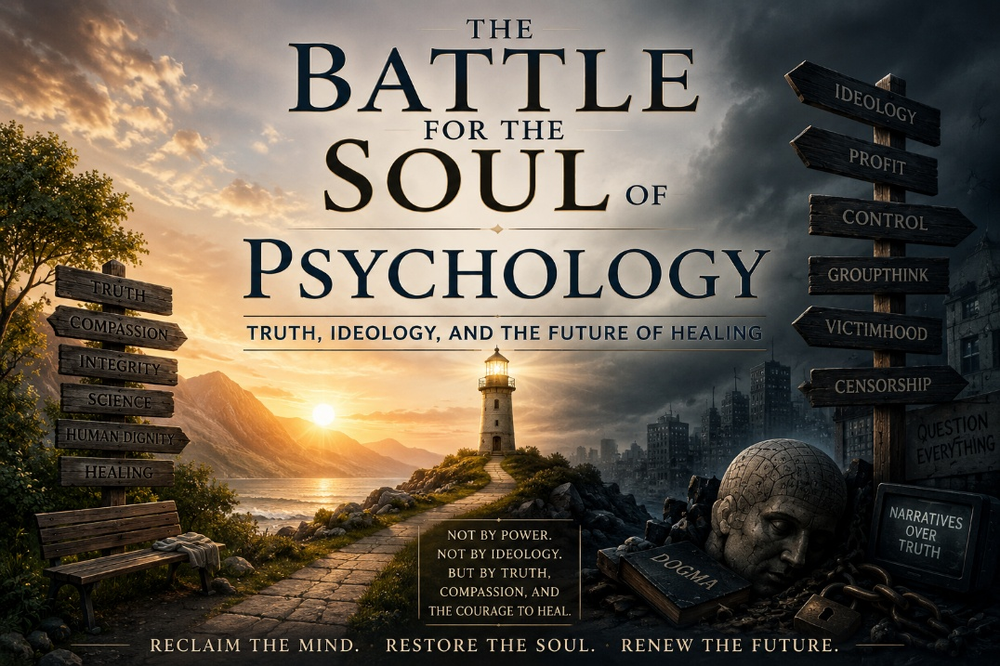 THE
BATTLE
FOR THE
SOUL OF
PSYCHOLOGY
TRUTH, IDEOLOGY, AND THE FUTURE OF HEALING
TRUTH
COMPASSION
INTEGRITY
SCIENCE
HUMAN DIGNITY
HEALING
IDEOLOGY
PROFIT
CONTROL
GROUPTHINK
VICTIMHOOD
CENSORSHIP
QUESTION
EVERYTHING
NARRATIVES
OVER
TRUTH
DOGMA
NOT BY POWER.
NOT BY IDEOLOGY.
BUT BY TRUTH,
COMPASSION, AND
THE COURAGE TO HEAL.
RECLAIM THE MIND. · RESTORE THE SOUL. · RENEW THE FUTURE.